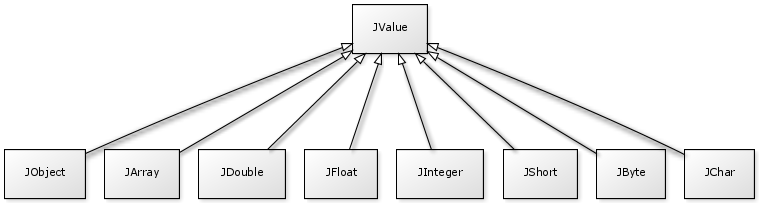 JValue
JObject
JArray
JDouble
JFloat
JInteger
JShort
JByte
JChar